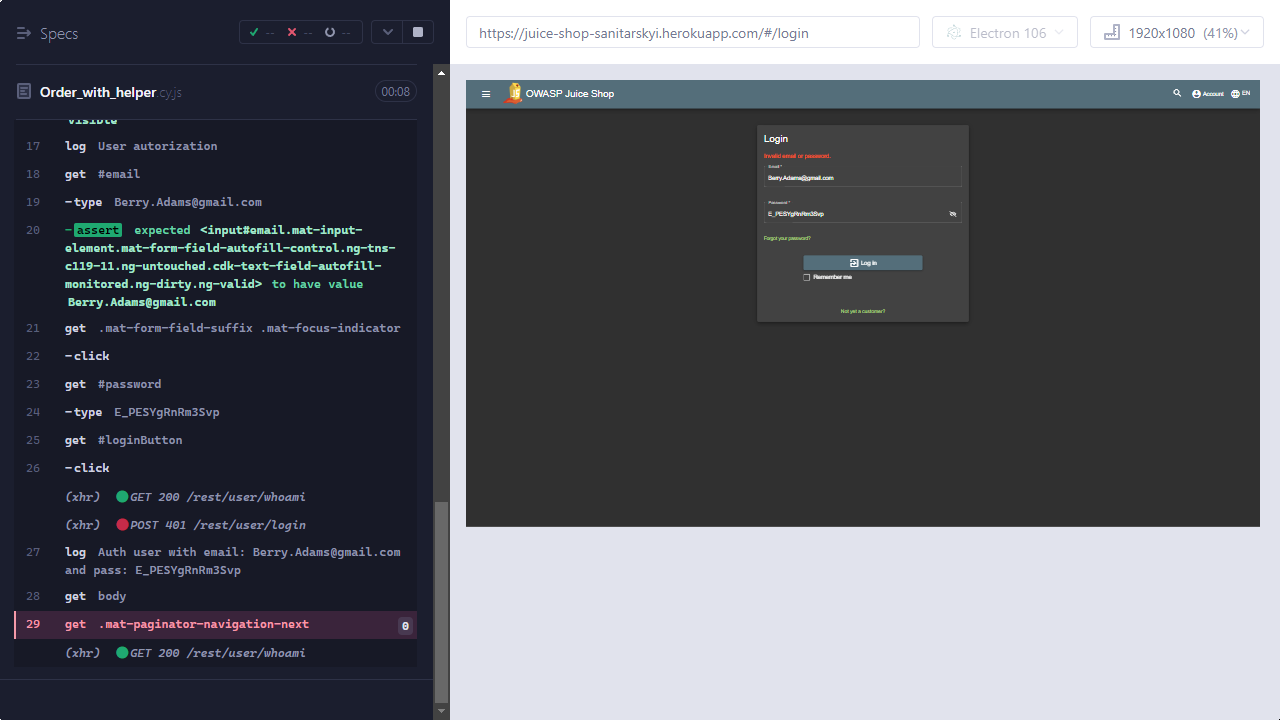 Specs
-- -- --
Order_with_helper.cy.js 00:08
visible
17 log User autorization
18 get #email
19 -type Berry.Adams@gmail.com
20 -assert expected <input#email.mat-input-
element.mat-form-field-autofill-control.ng-tns-
c119-11.ng-untouched.cdk-text-field-autofill-
monitored.ng-dirty.ng-valid> to have value
Berry.Adams@gmail.com
21 get .mat-form-field-suffix .mat-focus-indicator
22 -click
23 get #password
24 -type E_PESYgRnRm3Svp
25 get #loginButton
26 -click
(xhr) GET 200 /rest/user/whoami
(xhr) POST 401 /rest/user/login
27 log Auth user with email: Berry.Adams@gmail.com
and pass: E_PESYgRnRm3Svp
28 get body
29 get .mat-paginator-navigation-next 0
(xhr) GET 200 /rest/user/whoami
https://juice-shop-sanitarskyi.herokuapp.com/#/login
Electron 106
1920x1080 (41%)
OWASP Juice Shop
Account
EN
Login
Invalid email or password.
Email *
Berry.Adams@gmail.com
Password *
E_PESYgRnRm3Svp
Forgot your password?
Log in
Remember me
Not yet a customer?